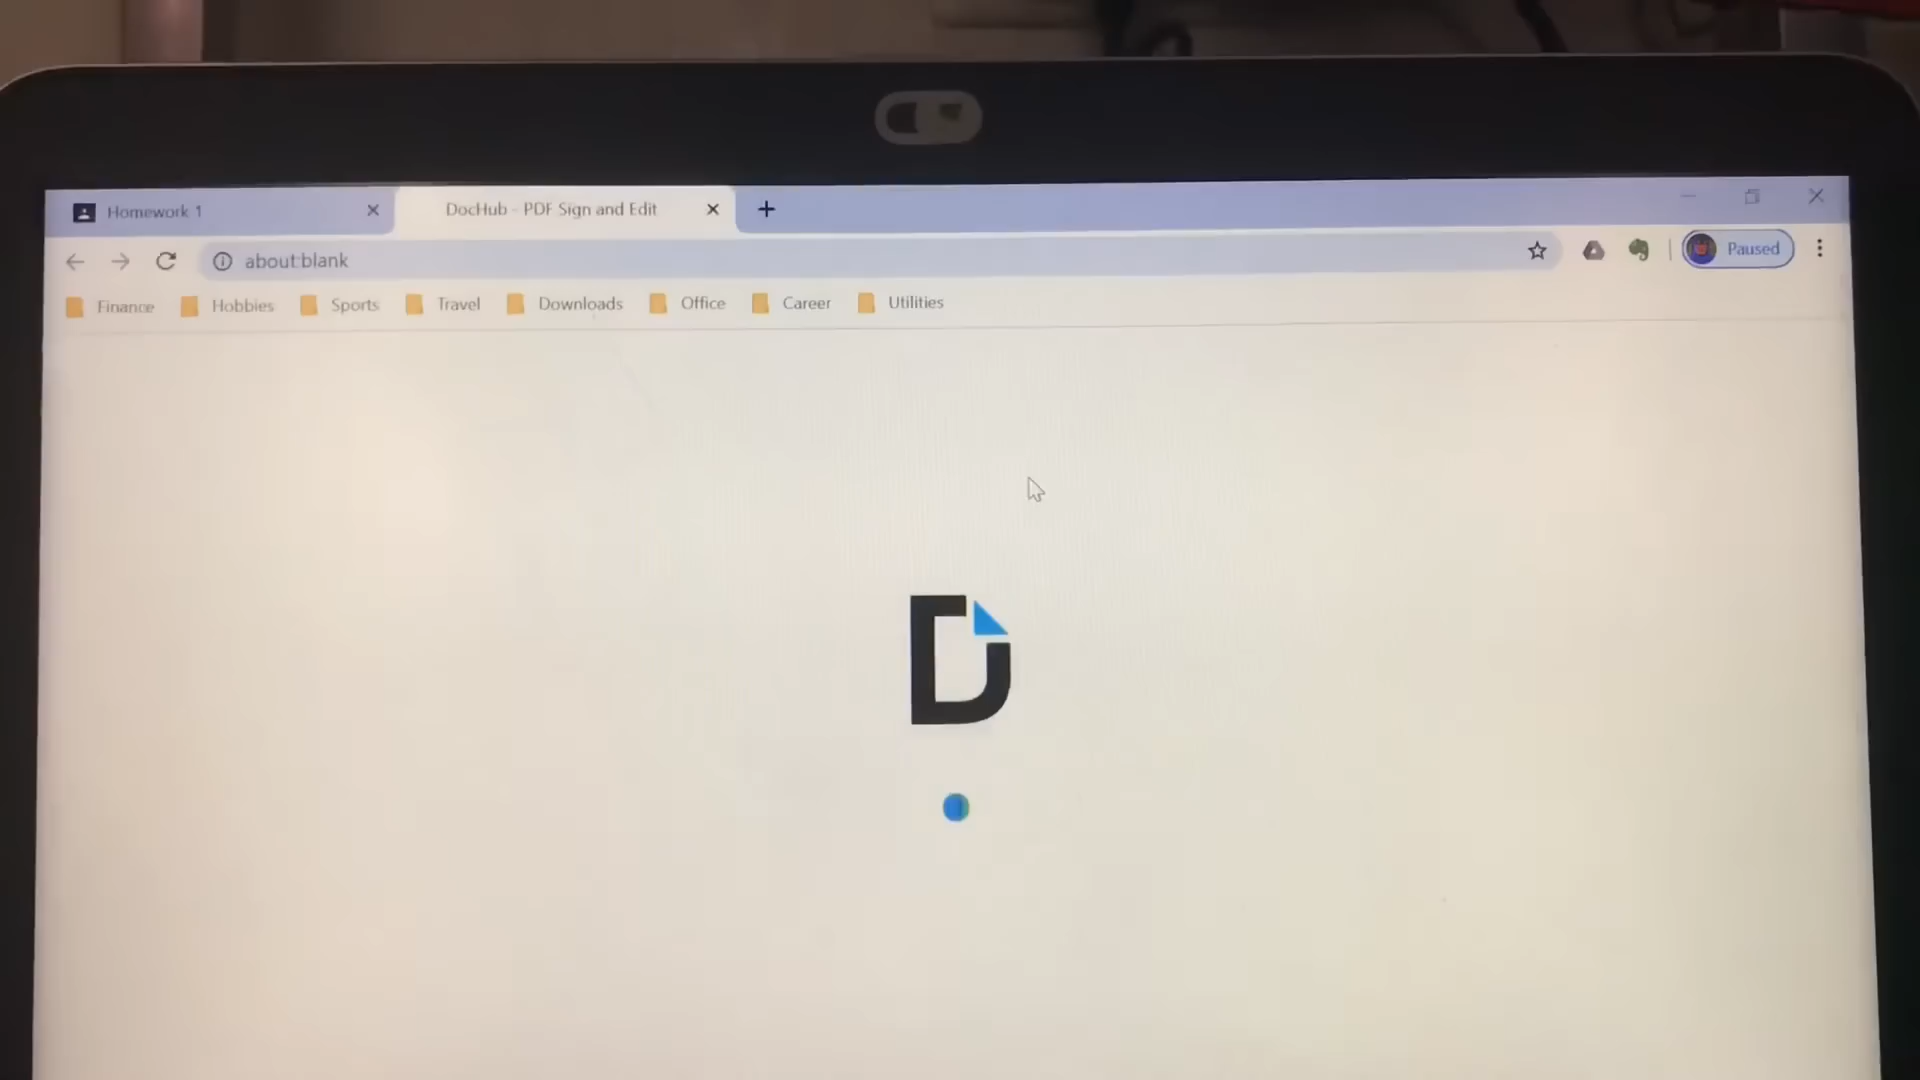 Homework 1
DocHub - PDF Sign and Edit
about:blank
Paused
Finance
Hobbies
Sports
Travel
Downloads
Office
Career
Utilities
D